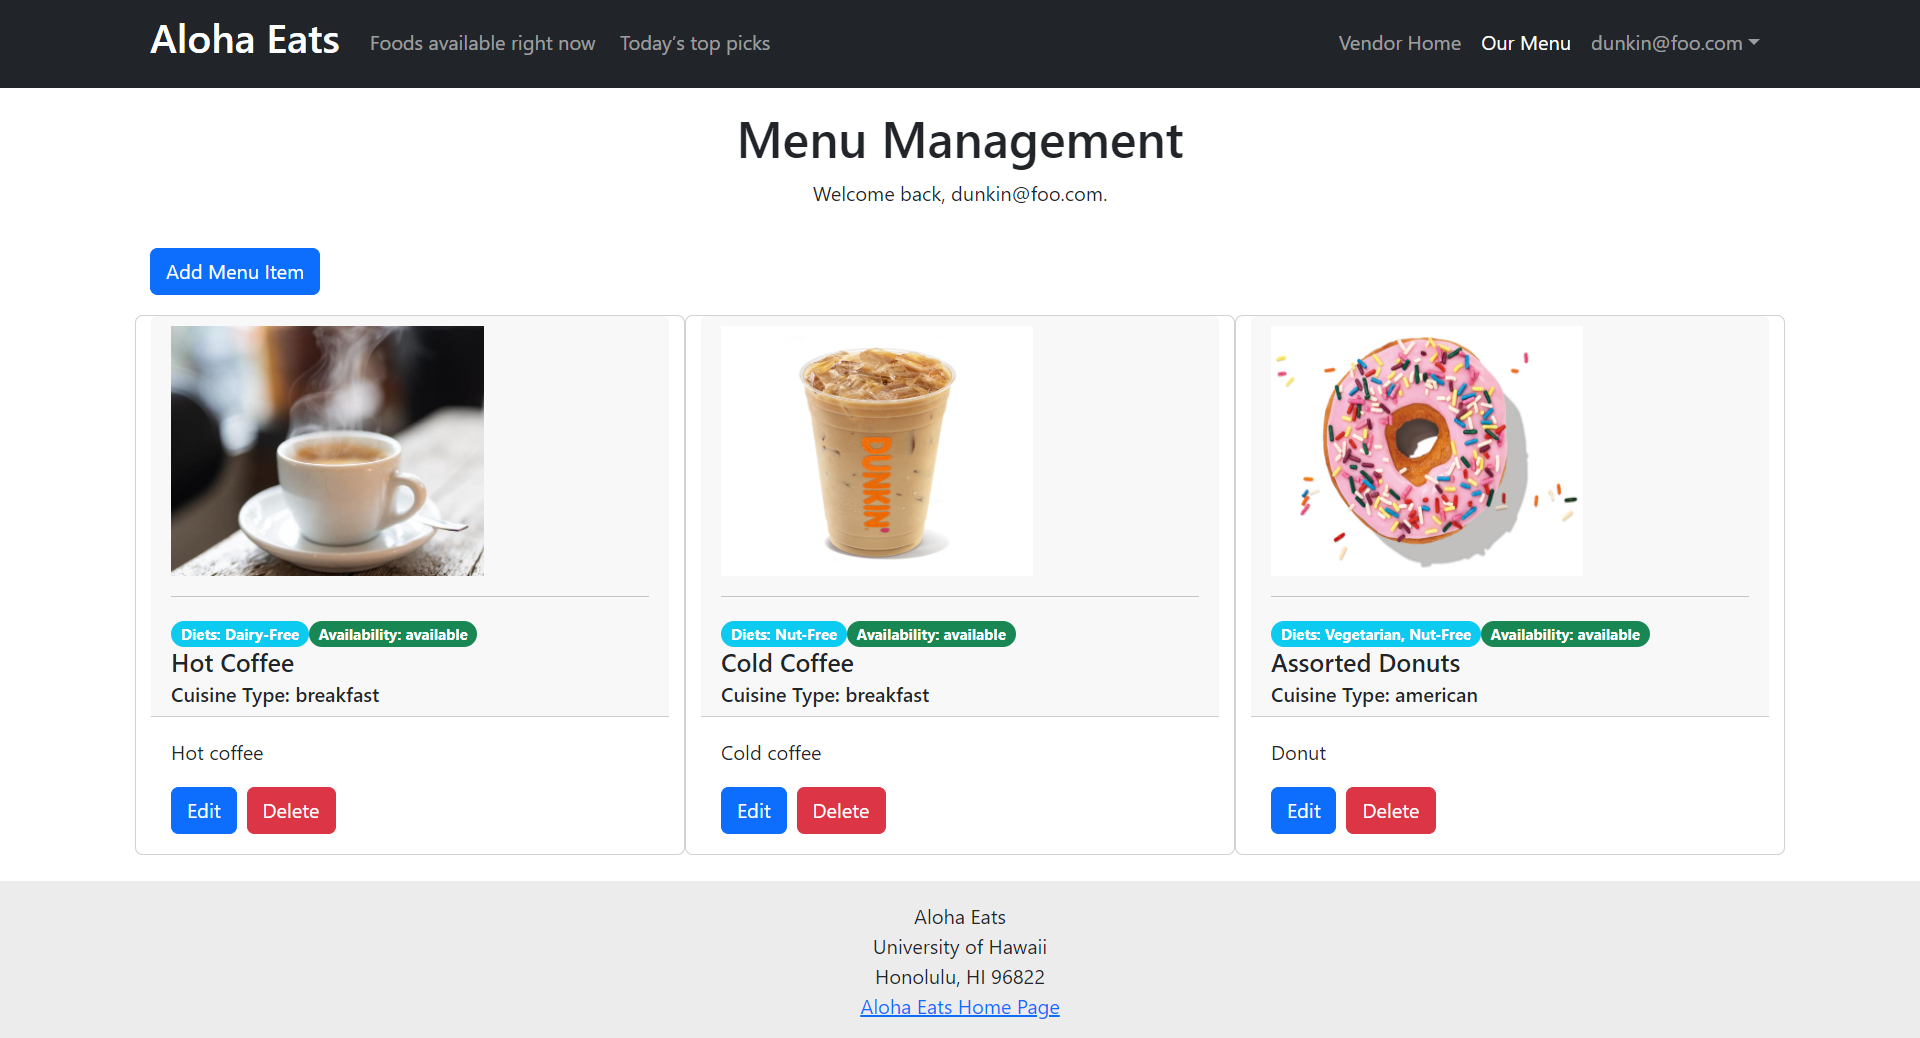 Aloha Eats
Foods available right now
Today's top picks
Vendor Home
Our Menu
dunkin@foo.com
Menu Management
Welcome back, dunkin@foo.com.
Add Menu Item
DUNKIN'
Diets: Dairy-Free
Availability: available
Hot Coffee
Cuisine Type: breakfast
Hot coffee
Edit
Delete
Diets: Nut-Free
Availability: available
Cold Coffee
Cuisine Type: breakfast
Cold coffee
Edit
Delete
Diets: Vegetarian, Nut-Free
Availability: available
Assorted Donuts
Cuisine Type: american
Donut
Edit
Delete
Aloha Eats
University of Hawaii
Honolulu, HI 96822
Aloha Eats Home Page